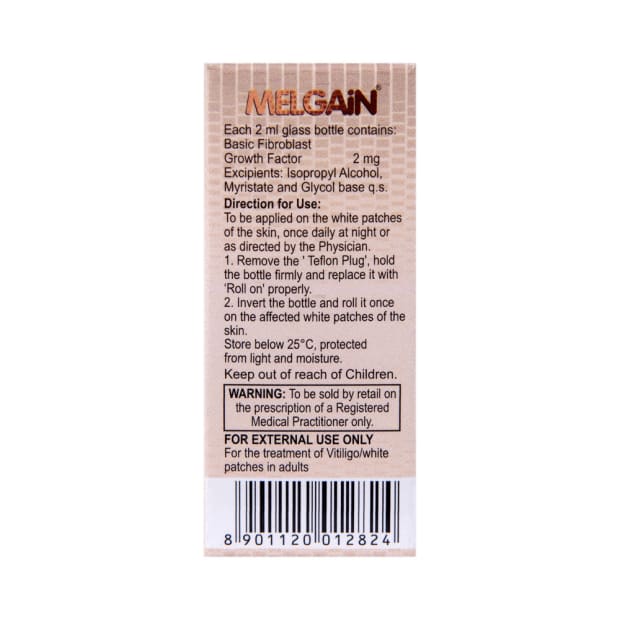 MELGAiN®
Each 2 ml glass bottle contains:
Basic Fibroblast
Growth Factor 2 mg
Excipients: Isopropyl Alcohol,
Myristate and Glycol base q.s.
Direction for Use:
To be applied on the white patches
of the skin, once daily at night or
as directed by the Physician.
1. Remove the ' Teflon Plug', hold
the bottle firmly and replace it with
'Roll on' properly.
2. Invert the bottle and roll it once
on the affected white patches of the
skin.
Store below 25°C, protected
from light and moisture.
Keep out of reach of Children.
WARNING: To be sold by retail on
the prescription of a Registered
Medical Practitioner only.
FOR EXTERNAL USE ONLY
For the treatment of Vitiligo/white
patches in adults
8 901120 012824